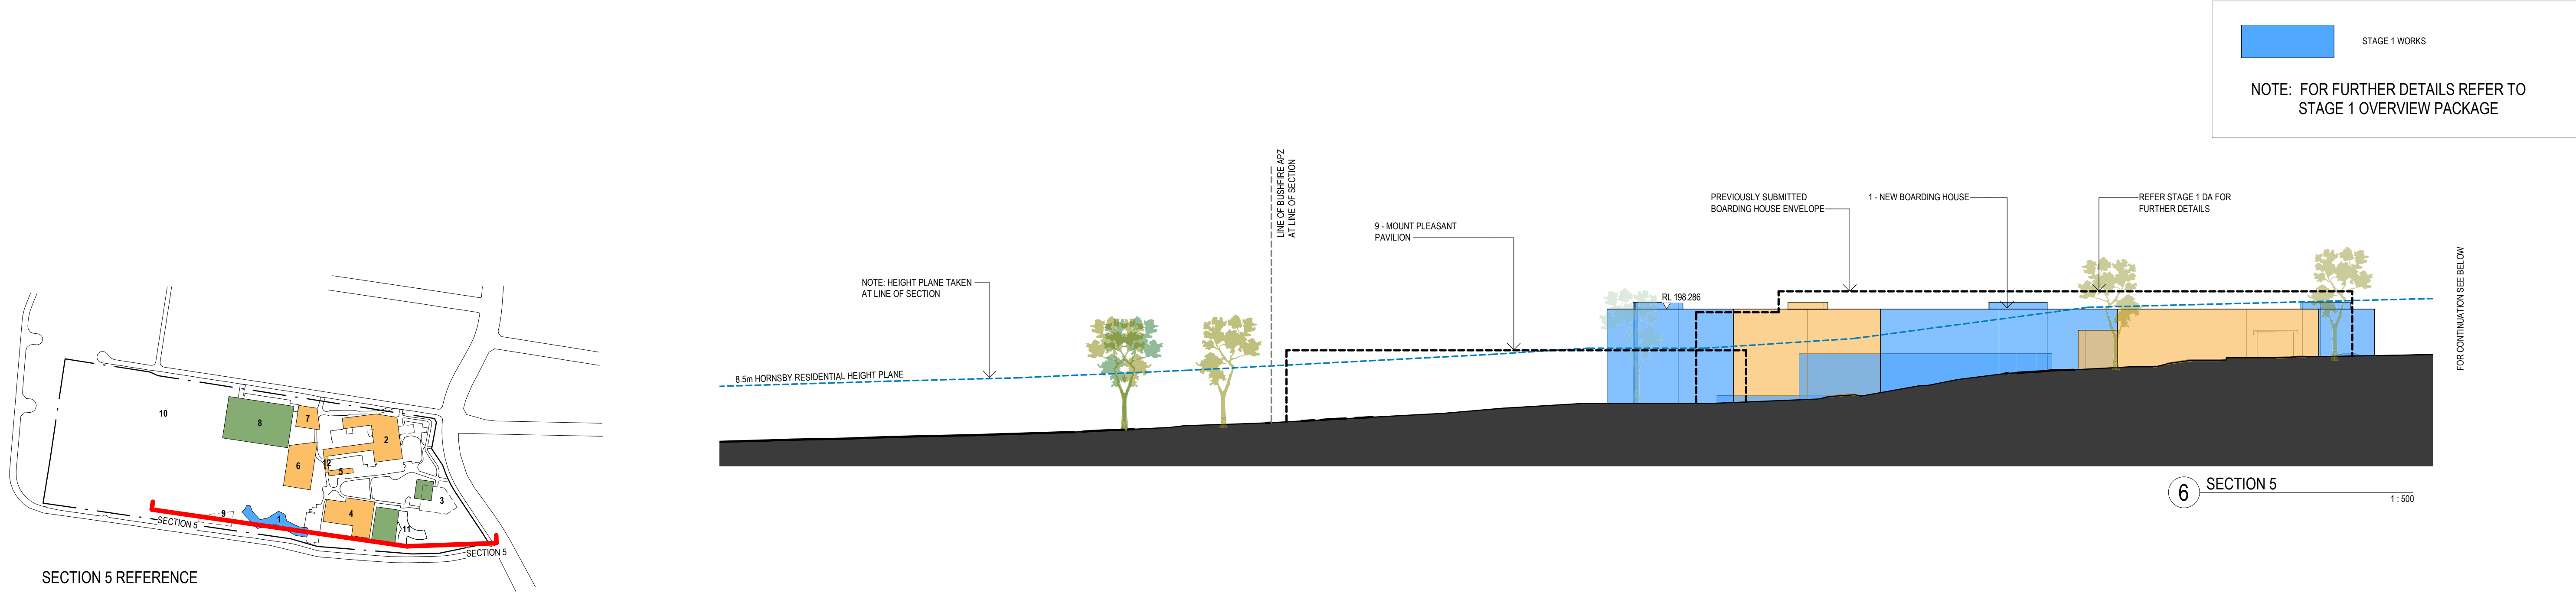 STAGE 1 WORKS
NOTE: FOR FURTHER DETAILS REFER TO
STAGE 1 OVERVIEW PACKAGE
LINE OF BUSHFIRE APZ
AT LINE OF SECTION
PREVIOUSLY SUBMITTED
BOARDING HOUSE ENVELOPE
1 - NEW BOARDING HOUSE
REFER STAGE 1 DA FOR
FURTHER DETAILS
9 - MOUNT PLEASANT
PAVILION
NOTE: HEIGHT PLANE TAKEN
AT LINE OF SECTION
RL 198.286
FOR CONTINUATION SEE BELOW
8.5m HORNSBY RESIDENTIAL HEIGHT PLANE
6
SECTION 5
1 : 500
10
8
7
2
6
12
5
3
9
1
4
11
SECTION 5
SECTION 5
SECTION 5 REFERENCE